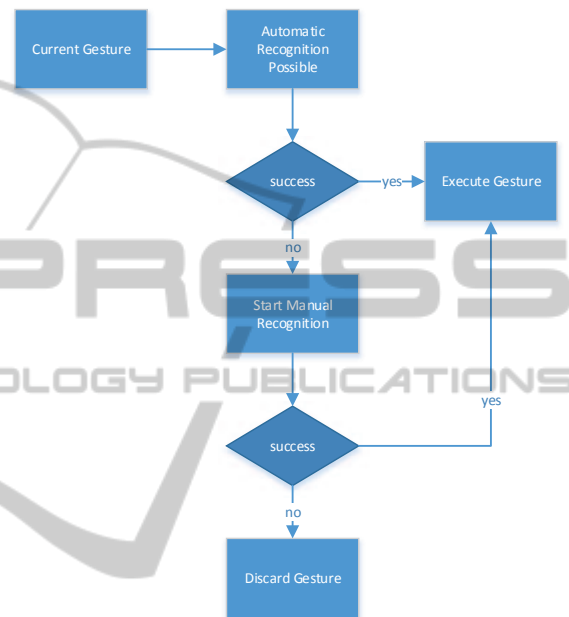 Current Gesture
Automatic
Recognition
Possible
success
yes
Execute Gesture
no
PRESS
Start Manual
Recognition
OLOGY PUBLICATIONS
yes
success
no
Discard Gesture